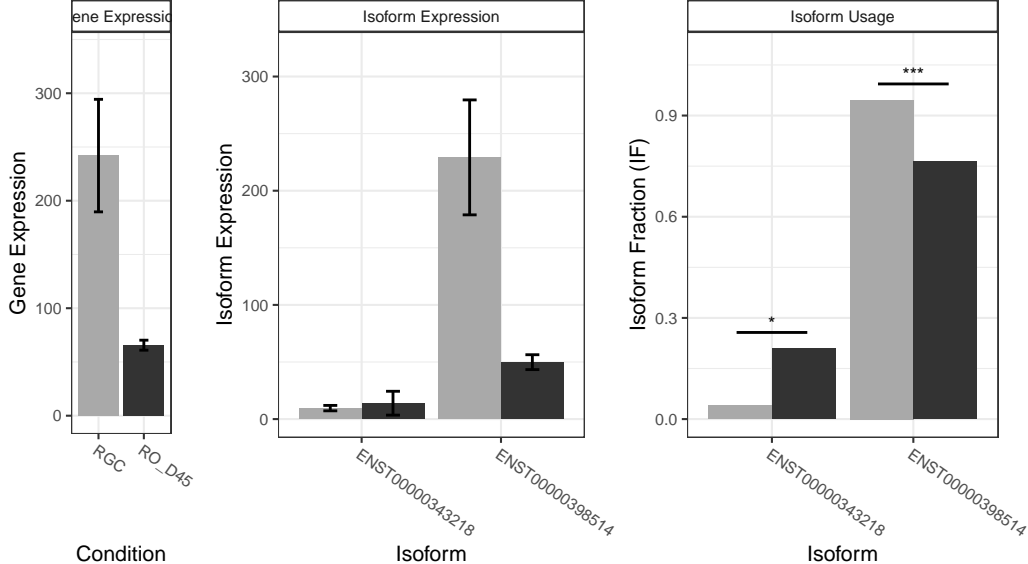 ene Expressio
Gene Expression
300
200
100
0
RGC
RO_D45
Condition
Isoform Expression
Isoform Expression
300
200
100
0
ENST00000343218
ENST00000398514
Isoform
Isoform Usage
Isoform Fraction (IF)
0.9
0.6
0.3
0.0
*
***
ENST00000343218
ENST00000398514
Isoform